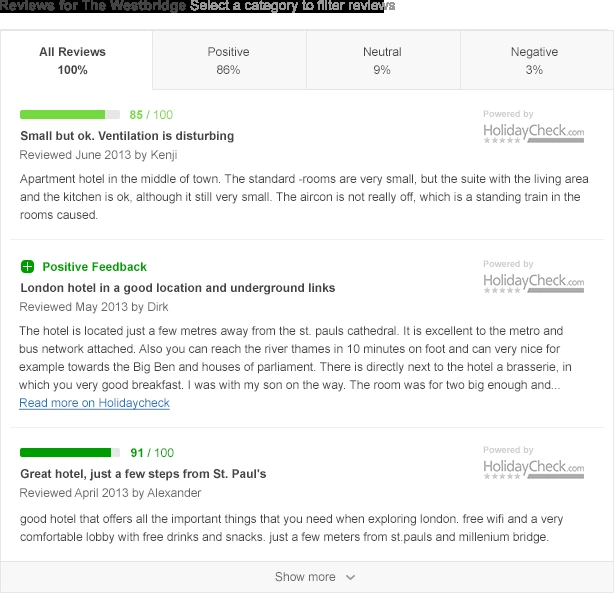 Reviews for The Westbridge Select a category to filter reviews
All Reviews
100%
Positive
86%
Neutral
9%
Negative
3%
85 / 100
Powered by
HolidayCheck.com
Small but ok. Ventilation is disturbing
Reviewed June 2013 by Kenji
Apartment hotel in the middle of town. The standard -rooms are very small, but the suite with the living area
and the kitchen is ok, although it still very small. The aircon is not really off, which is a standing train in the
rooms caused.
Positive Feedback
Powered by
HolidayCheck.com
London hotel in a good location and underground links
Reviewed May 2013 by Dirk
The hotel is located just a few metres away from the st. pauls cathedral. It is excellent to the metro and
bus network attached. Also you can reach the river thames in 10 minutes on foot and can very nice for
example towards the Big Ben and houses of parliament. There is directly next to the hotel a brasserie, in
which you very good breakfast. I was with my son on the way. The room was for two big enough and...
Read more on Holidaycheck
91 / 100
Powered by
HolidayCheck.com
Great hotel, just a few steps from St. Paul's
Reviewed April 2013 by Alexander
good hotel that offers all the important things that you need when exploring london. free wifi and a very
comfortable lobby with free drinks and snacks. just a few meters from st.pauls and millenium bridge.
Show more